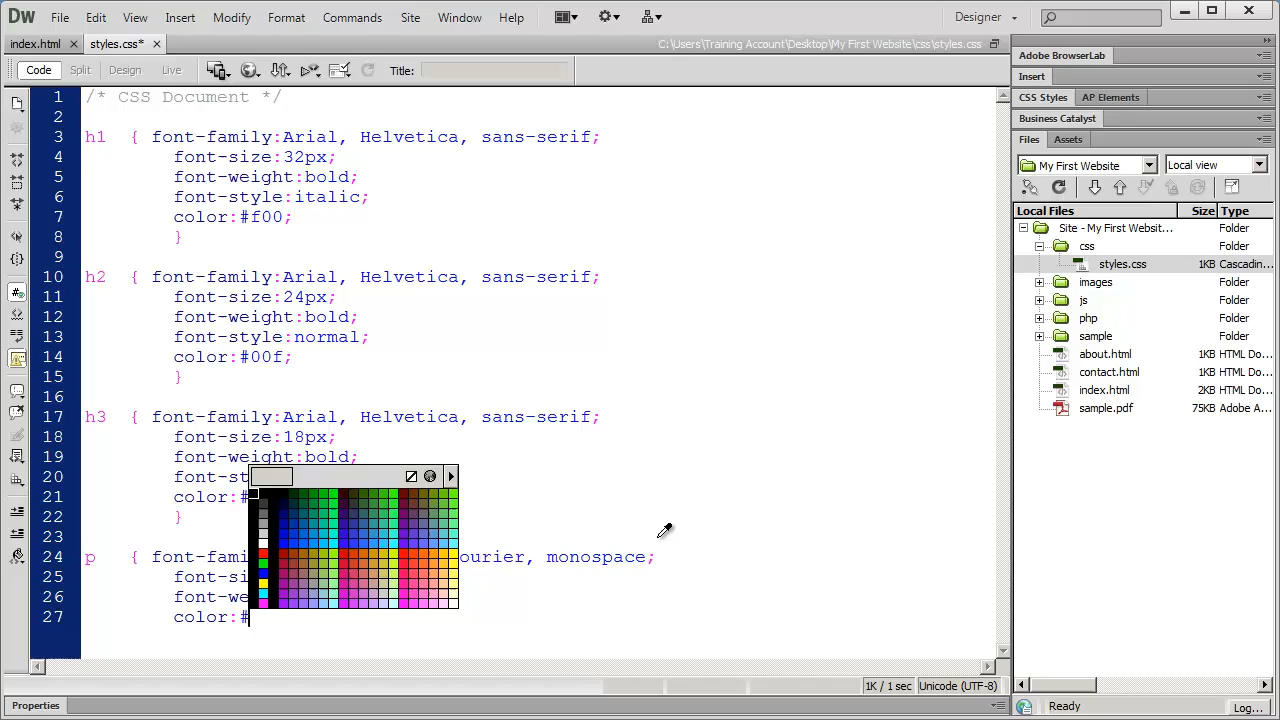 Dw File Edit View Insert Modify Format Commands Site Window Help Designer
index.html styles.css* C:\Users\Training Account\Desktop\My First Website\css\styles.css
Code Split Design Live Title:
1 /* CSS Document */
2
3 h1 { font-family:Arial, Helvetica, sans-serif;
4 font-size:32px;
5 font-weight:bold;
6 font-style:italic;
7 color:#f00;
8 }
9
10 h2 { font-family:Arial, Helvetica, sans-serif;
11 font-size:24px;
12 font-weight:bold;
13 font-style:normal;
14 color:#00f;
15 }
16
17 h3 { font-family:Arial, Helvetica, sans-serif;
18 font-size:18px;
19 font-weight:bold;
20 font-st
21 color:#
22 }
23
24 p { font-fami ourier, monospace;
25 font-si
26 font-we
27 color:#
1K / 1 sec Unicode (UTF-8)
Properties
Adobe BrowserLab
Insert
CSS Styles AP Elements
Business Catalyst
Files Assets
My First Website Local view
Local Files Size Type
Site - My First Websit... Folder
css Folder
styles.css 1KB Cascadin...
images Folder
js Folder
php Folder
sample Folder
about.html 1KB HTML Do...
contact.html 1KB HTML Do...
index.html 2KB HTML Do...
sample.pdf 75KB Adobe A...
Ready Log...